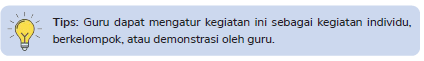 Tips: Guru dapat mengatur kegiatan ini sebagai kegiatan individu,
berkelompok, atau demonstrasi oleh guru.